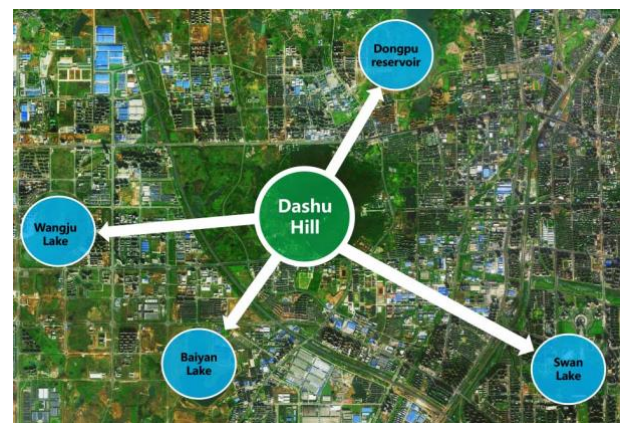 Dongpu
reservoir
Dashu
Hill
Wangju
Lake
Baiyan
Lake
Swan
Lake